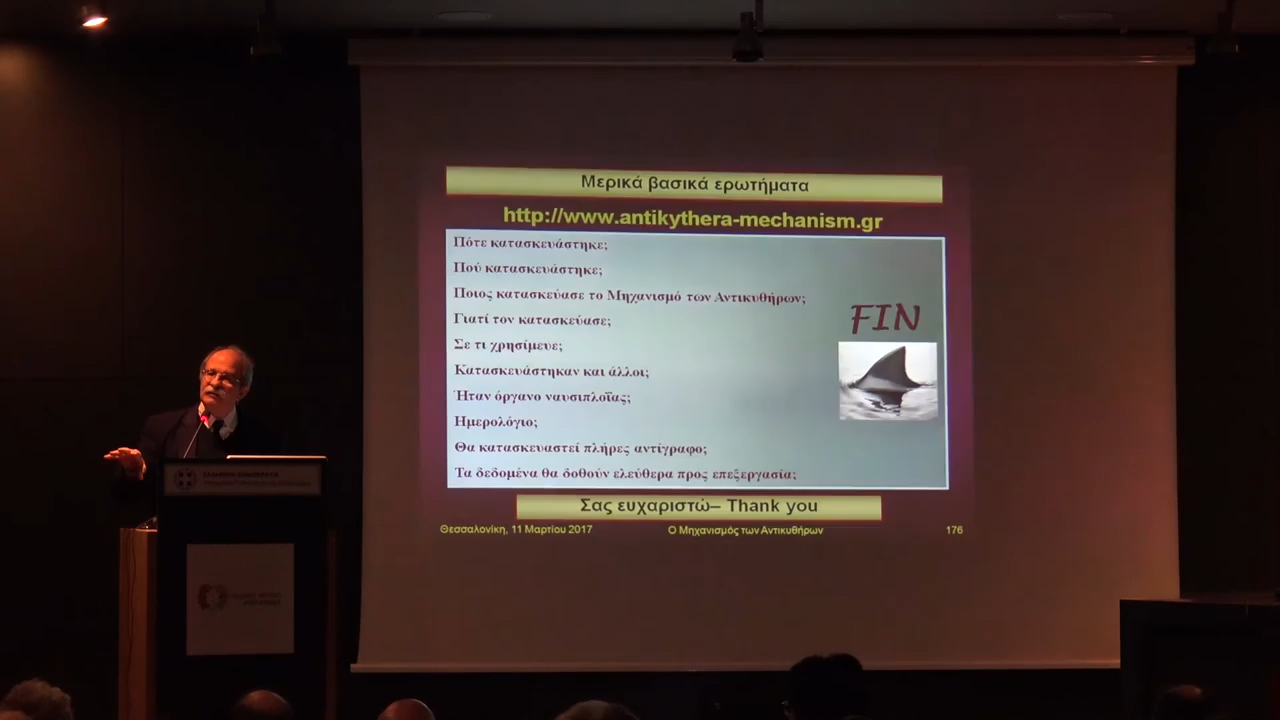 Μερικά βασικά ερωτήματα
http://www.antikythera-mechanism.gr
Πότε κατασκευάστηκε;
Πού κατασκευάστηκε;
Ποιος κατασκεύασε το Μηχανισμό των Αντικυθήρων;
Γιατί τον κατασκεύασε;
Σε τι χρησίμευε;
Κατασκευάστηκαν και άλλοι;
Ήταν όργανο ναυσιπλοΐας;
Ημερολόγιο;
Θα κατασκευαστεί πλήρες αντίγραφο;
Τα δεδομένα θα δοθούν ελεύθερα προς επεξεργασία;
FIN
Σας ευχαριστώ– Thank you
Θεσσαλονίκη, 11 Μαρτίου 2017 Ο Μηχανισμός των Αντικυθήρων 176
ΕΛΛΗΝΙΚΗ ΔΗΜΟΚΡΑΤΙΑ